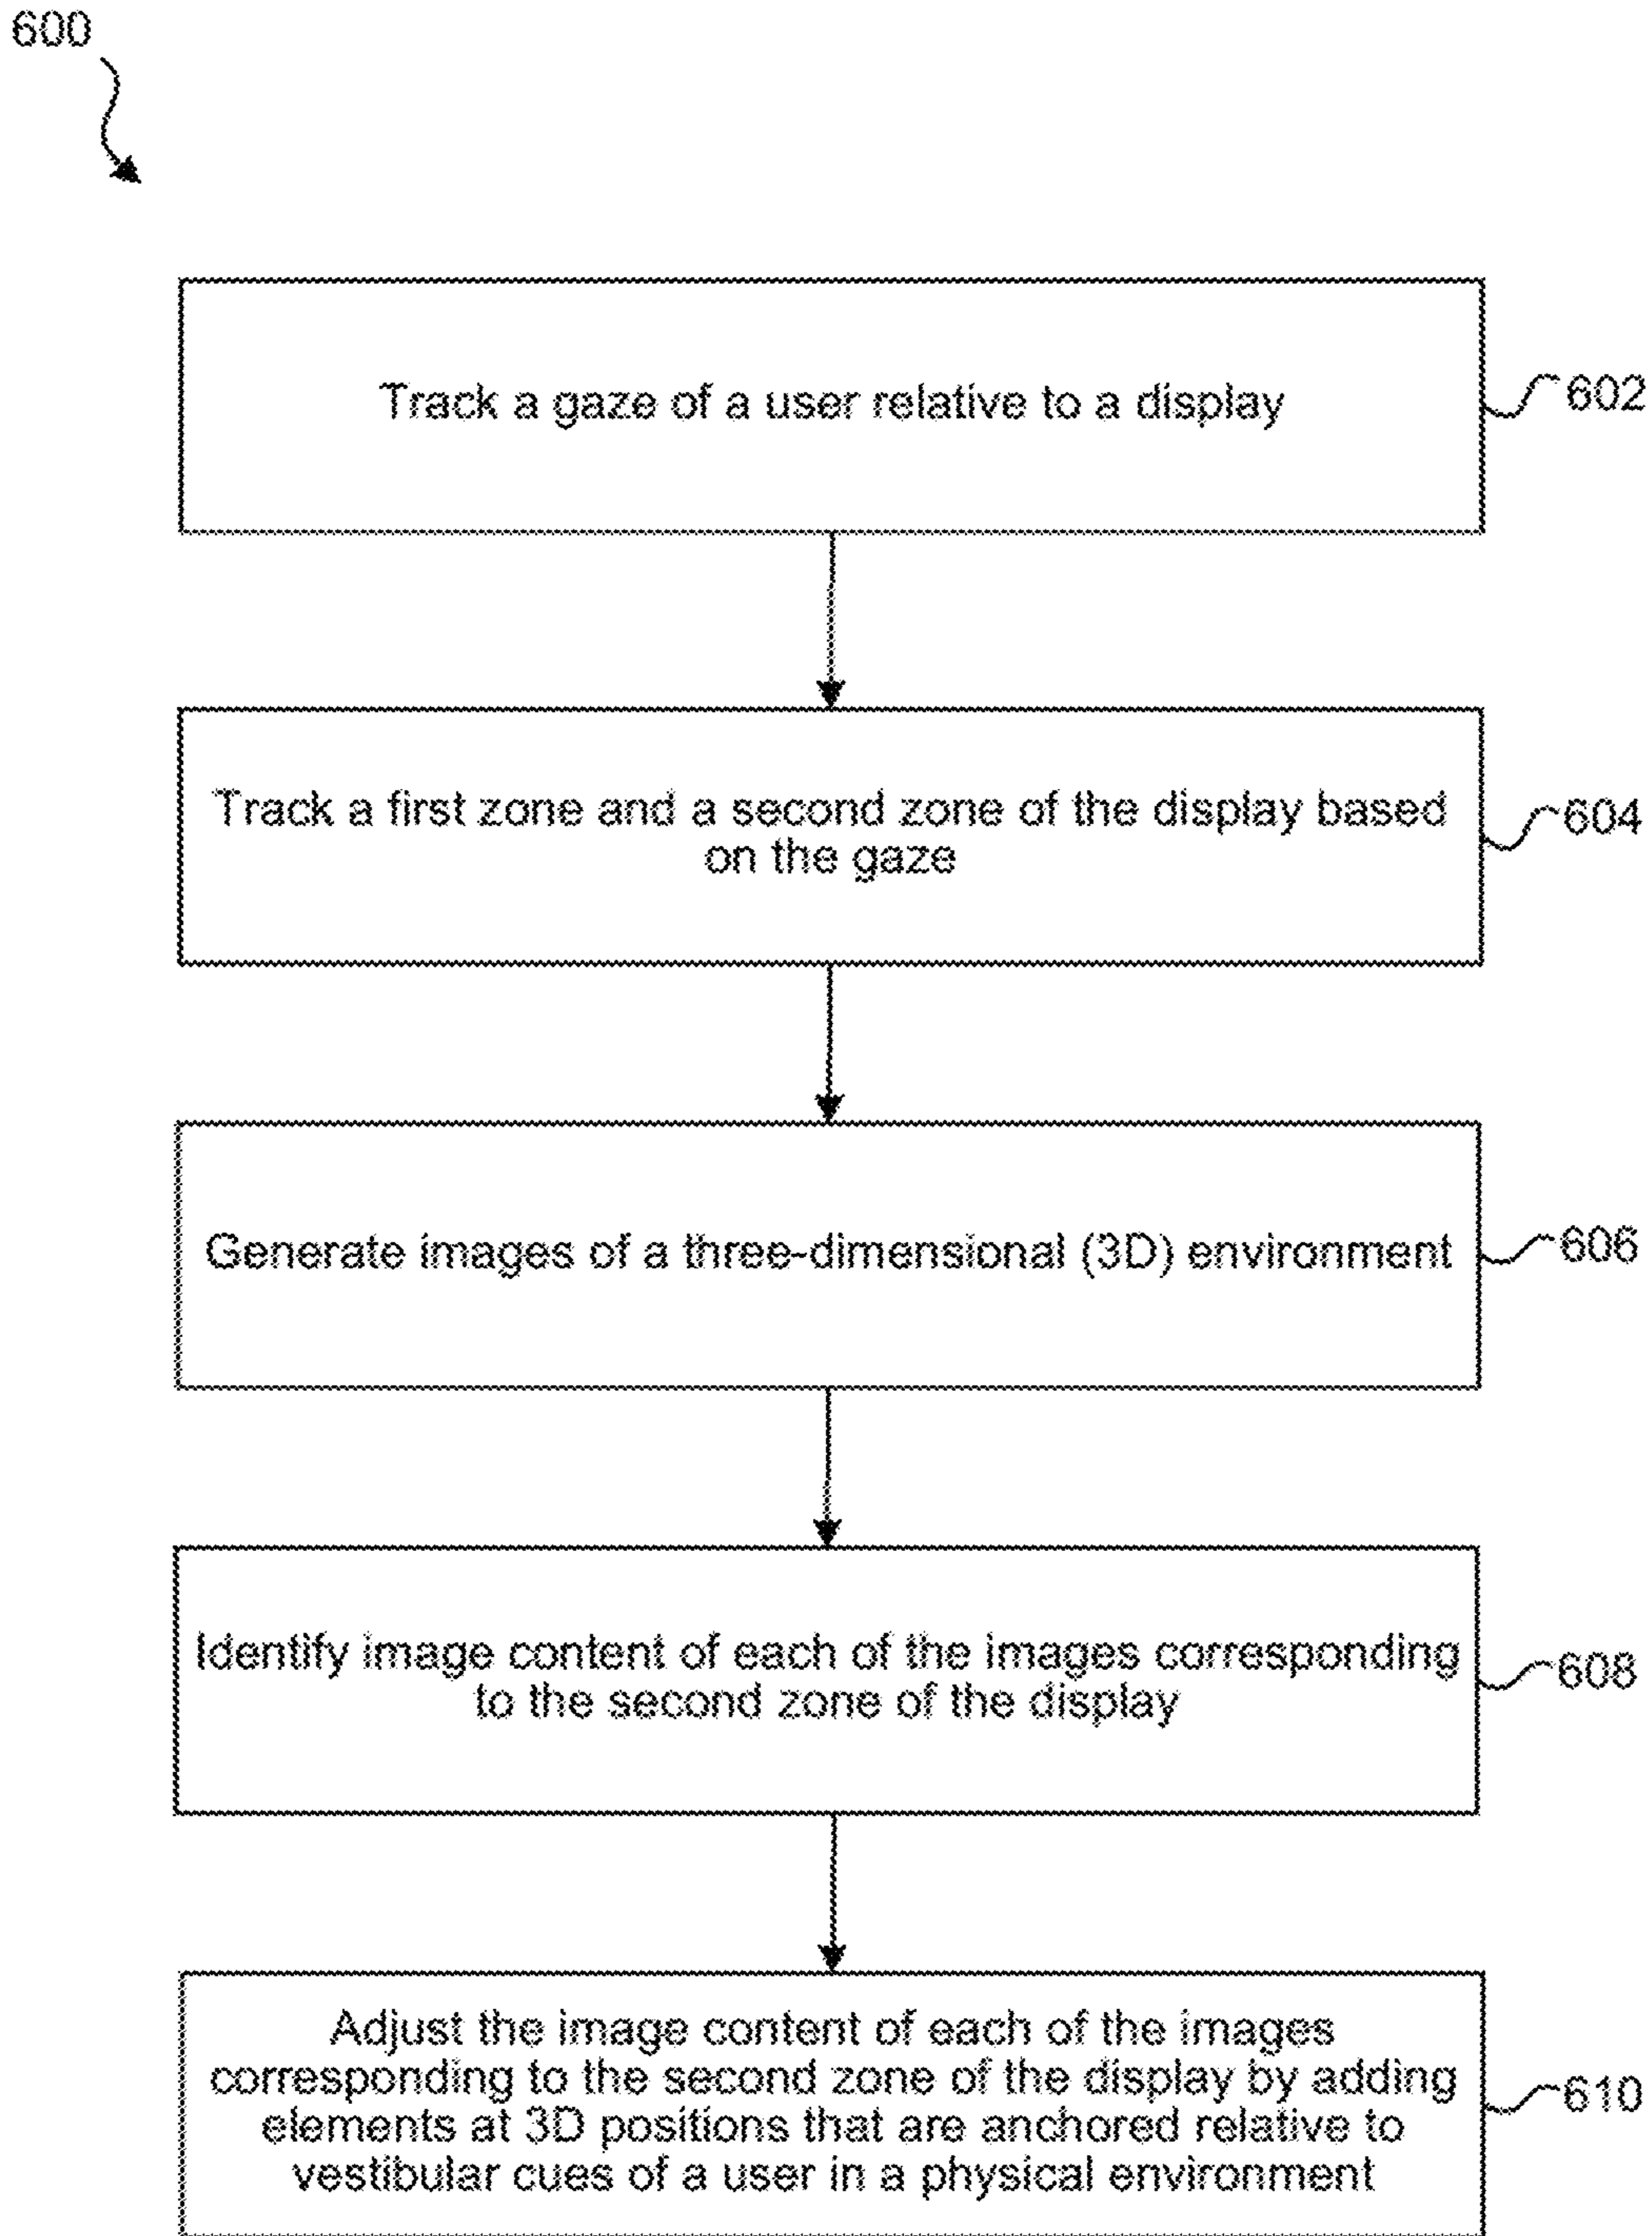 600
Track a gaze of a user relative to a display
602
Track a first zone and a second zone of the display based
on the gaze
604
Generate images of a three-dimensional (3D) environment
606
Identify image content of each of the images corresponding
to the second zone of the display
608
Adjust the image content of each of the images
corresponding to the second zone of the display by adding
elements at 3D positions that are anchored relative to
vestibular cues of a user in a physical environment
610